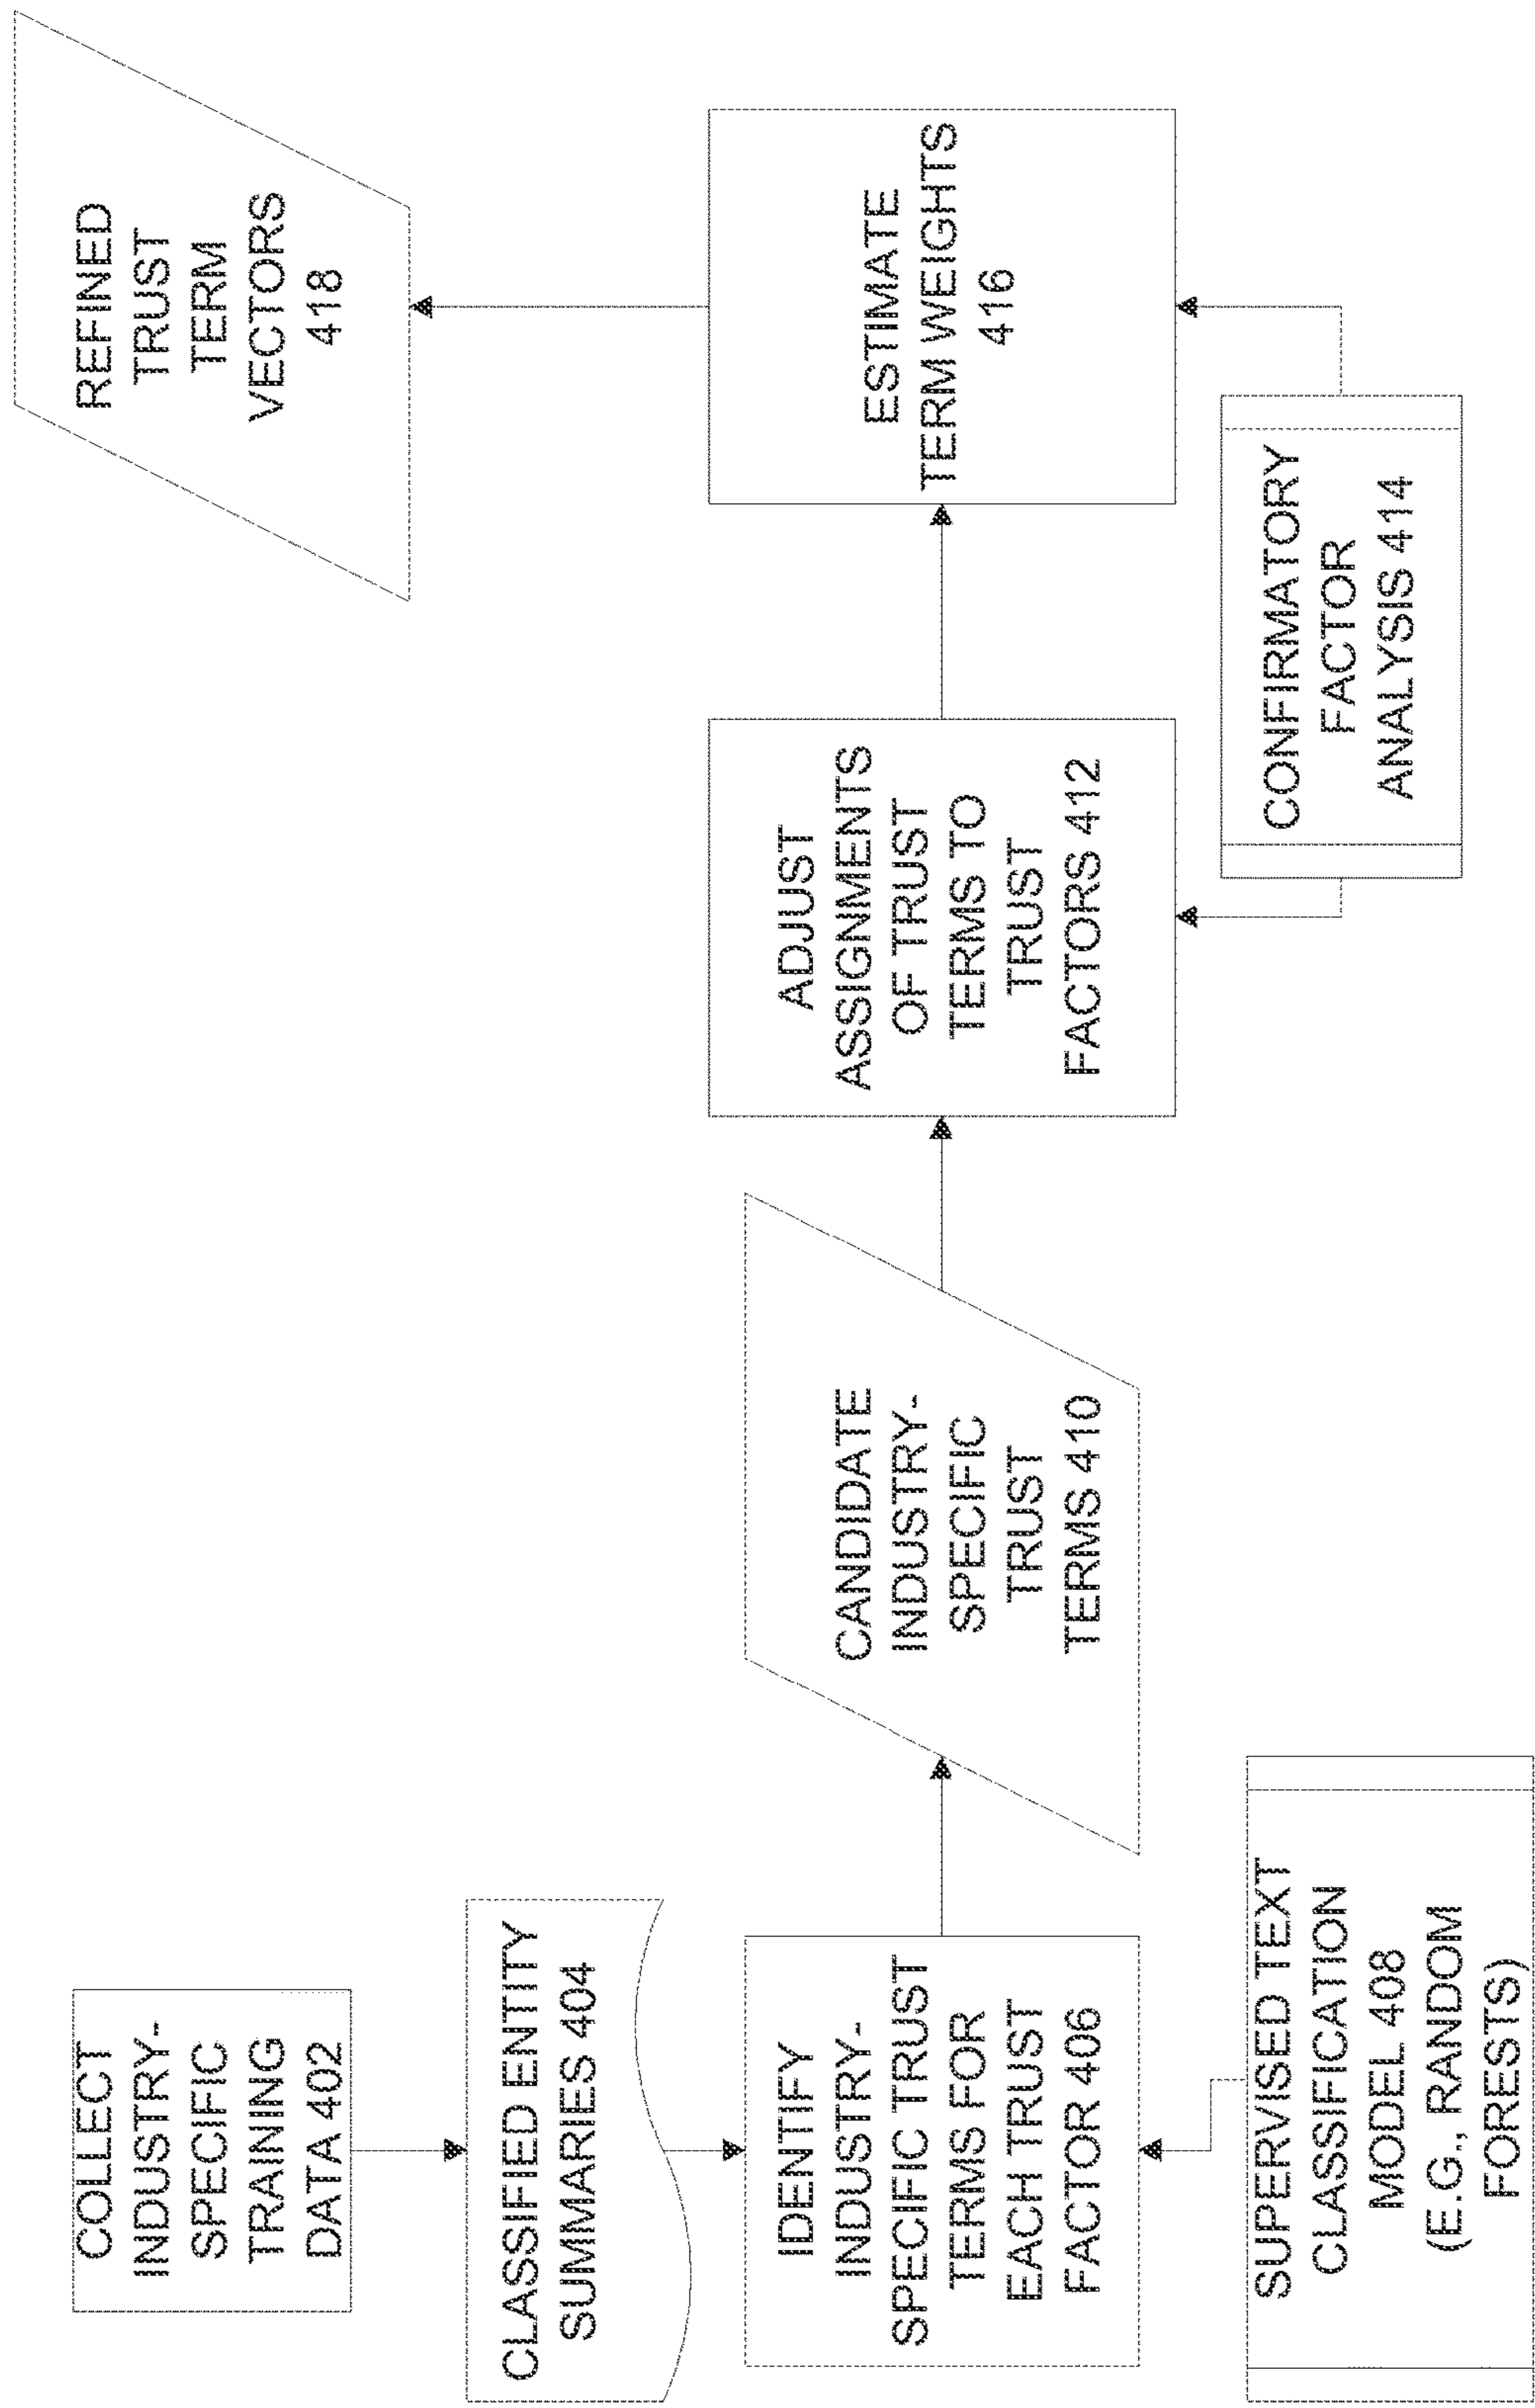 COLLECT
INDUSTRY-
SPECIFIC
TRAINING
DATA 402
CLASSIFIED ENTITY
SUMMARIES 404
IDENTIFY
INDUSTRY-
SPECIFIC TRUST
TERMS FOR
EACH TRUST
FACTOR 406
SUPERVISED TEXT
CLASSIFICATION
MODEL 408
(E.G., RANDOM
FORESTS)
CANDIDATE
INDUSTRY-
SPECIFIC
TRUST
TERMS 410
ADJUST
ASSIGNMENTS
OF TRUST
TERMS TO
TRUST
FACTORS 412
CONFIRMATORY
FACTOR
ANALYSIS 414
ESTIMATE
TERM WEIGHTS
416
REFINED
TRUST
TERM
VECTORS
418